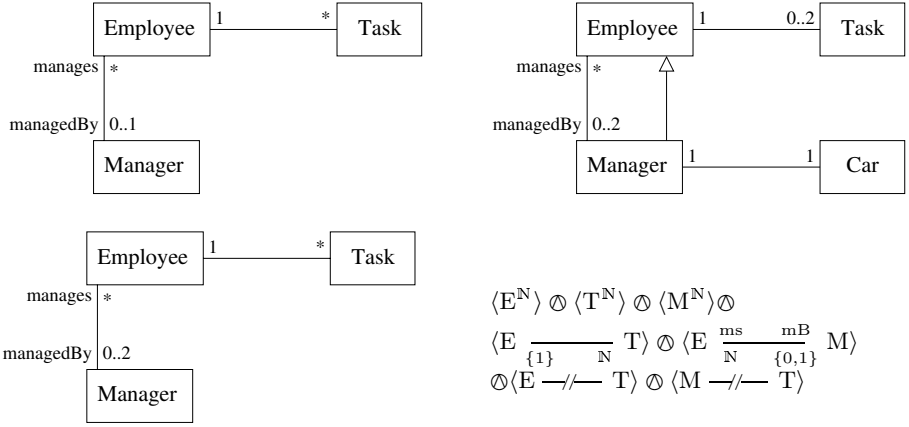 Employee 1 * Task
manages *
managedBy 0..1
Manager
Employee 1 0..2 Task
manages *
managedBy 0..2
Manager 1 1 Car
Employee 1 * Task
manages *
managedBy 0..2
Manager
⟨E^ℕ⟩ ⩀ ⟨T^ℕ⟩ ⩀ ⟨M^ℕ⟩⩀
⟨E {1} ℕ T⟩ ⩀ ⟨E ms ℕ mB {0,1} M⟩
⩀⟨E —//— T⟩ ⩀ ⟨M —//— T⟩